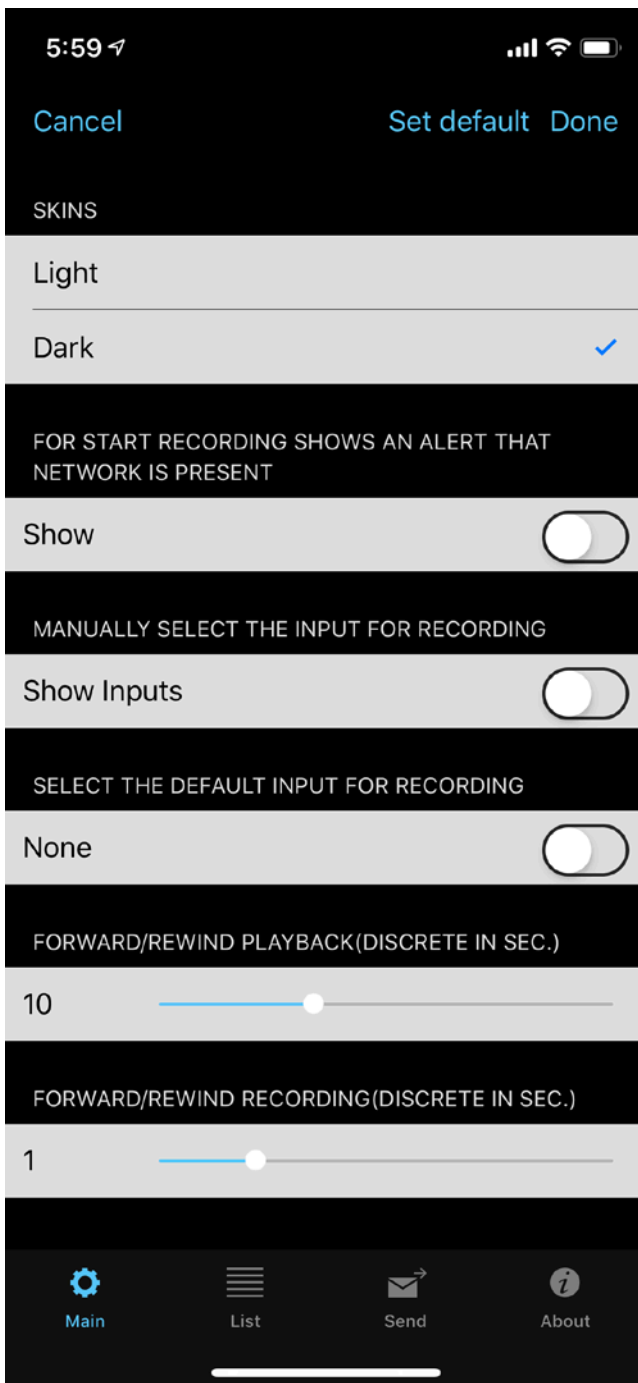 5:59
Cancel Set default Done
SKINS
Light
Dark
FOR START RECORDING SHOWS AN ALERT THAT
NETWORK IS PRESENT
Show
MANUALLY SELECT THE INPUT FOR RECORDING
Show Inputs
SELECT THE DEFAULT INPUT FOR RECORDING
None
FORWARD/REWIND PLAYBACK(DISCRETE IN SEC.)
10
FORWARD/REWIND RECORDING(DISCRETE IN SEC.)
1
Main List Send About